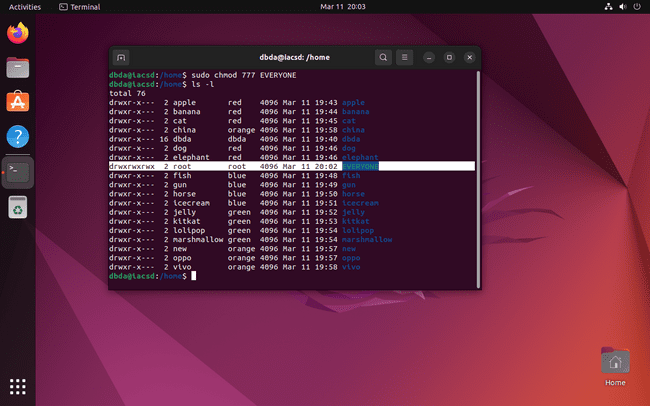 Activities
Terminal
Mar 11 20:03
dbda@iacsd: /home
dbda@iacsd:/home$ sudo chmod 777 EVERYONE
dbda@iacsd:/home$ ls -l
total 76
drwxr-x--- 2 apple red 4096 Mar 11 19:43 apple
drwxr-x--- 2 banana red 4096 Mar 11 19:44 banana
drwxr-x--- 2 cat red 4096 Mar 11 19:45 cat
drwxr-x--- 2 china orange 4096 Mar 11 19:58 china
drwxr-x--- 16 dbda dbda 4096 Mar 11 19:40 dbda
drwxr-x--- 2 dog red 4096 Mar 11 19:46 dog
drwxr-x--- 2 elephant red 4096 Mar 11 19:46 elephant
drwxrwxrwx 2 root root 4096 Mar 11 20:02 EVERYONE
drwxr-x--- 2 fish blue 4096 Mar 11 19:48 fish
drwxr-x--- 2 gun blue 4096 Mar 11 19:49 gun
drwxr-x--- 2 horse blue 4096 Mar 11 19:50 horse
drwxr-x--- 2 icecream blue 4096 Mar 11 19:51 icecream
drwxr-x--- 2 jelly green 4096 Mar 11 19:52 jelly
drwxr-x--- 2 kitkat green 4096 Mar 11 19:53 kitkat
drwxr-x--- 2 lolipop green 4096 Mar 11 19:54 lolipop
drwxr-x--- 2 marshmallow green 4096 Mar 11 19:54 marshmallow
drwxr-x--- 2 new orange 4096 Mar 11 19:57 new
drwxr-x--- 2 oppo orange 4096 Mar 11 19:57 oppo
drwxr-x--- 2 vivo orange 4096 Mar 11 19:58 vivo
dbda@iacsd:/home$
Home